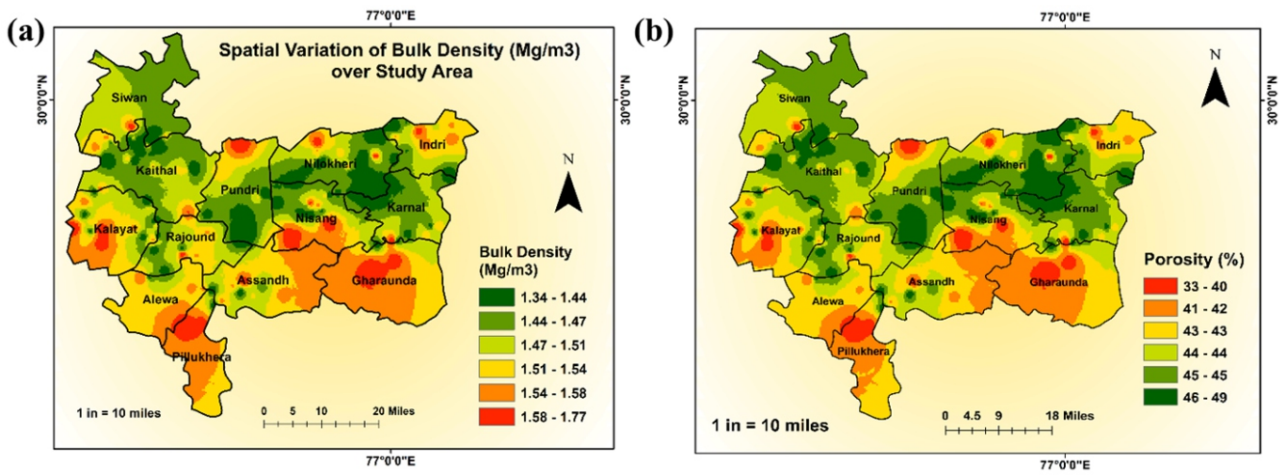 (a)
77°0'0"E
Spatial Variation of Bulk Density (Mg/m3)
over Study Area
30°0'0"N
N
Siwan
Kaithal
Pundri
Nilokheri
Indri
Karnal
Nisang
Kalayat
Rajound
Assandh
Gharaunda
Alewa
Pillukhera
Bulk Density
(Mg/m3)
1.34 - 1.44
1.44 - 1.47
1.47 - 1.51
1.51 - 1.54
1.54 - 1.58
1.58 - 1.77
1 in = 10 miles
0 5 10 20 Miles
77°0'0"E
(b)
77°0'0"E
30°0'0"N
30°0'0"N
N
Siwan
Kaithal
Pundri
Nilokheri
Indri
Karnal
Nisang
Kalayat
Rajound
Assandh
Gharaunda
Alewa
Pillukhera
Porosity (%)
33 - 40
41 - 42
43 - 43
44 - 44
45 - 45
46 - 49
1 in = 10 miles
0 4.5 9 18 Miles
77°0'0"E